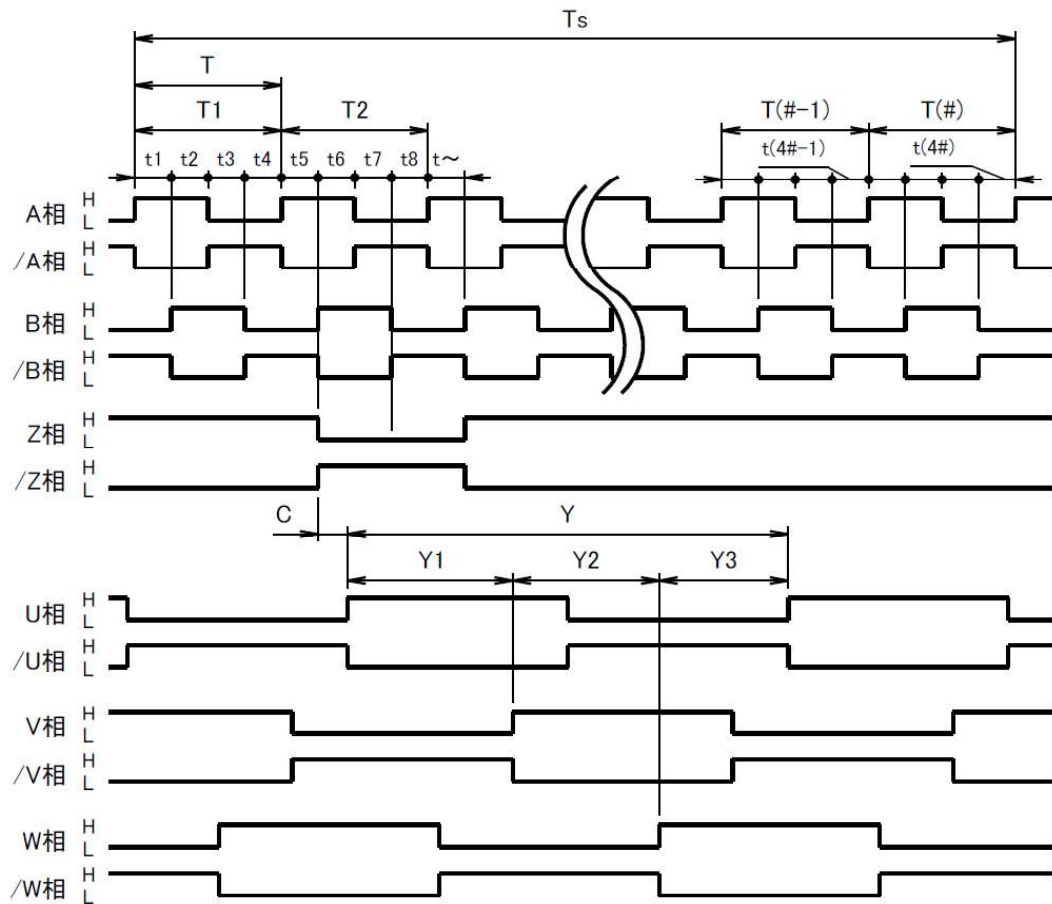 Ts
T
T1 T2 T(#-1) T(#)
t1 t2 t3 t4 t5 t6 t7 t8 t～ t(4#-1) t(4#)
A相 H
L
/A相 H
L
B相 H
L
/B相 H
L
Z相 H
L
/Z相 H
L
C Y
Y1 Y2 Y3
U相 H
L
/U相 H
L
V相 H
L
/V相 H
L
W相 H
L
/W相 H
L